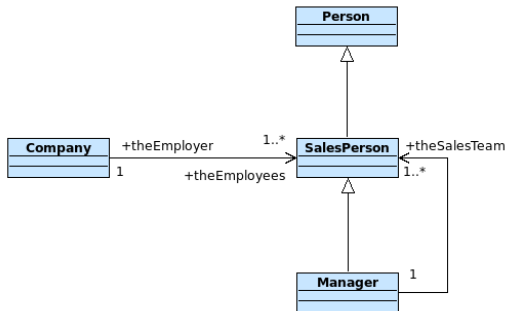 Person
Company
+theEmployer
1..*
SalesPerson
+theSalesTeam
1
+theEmployees
1..*
Manager
1